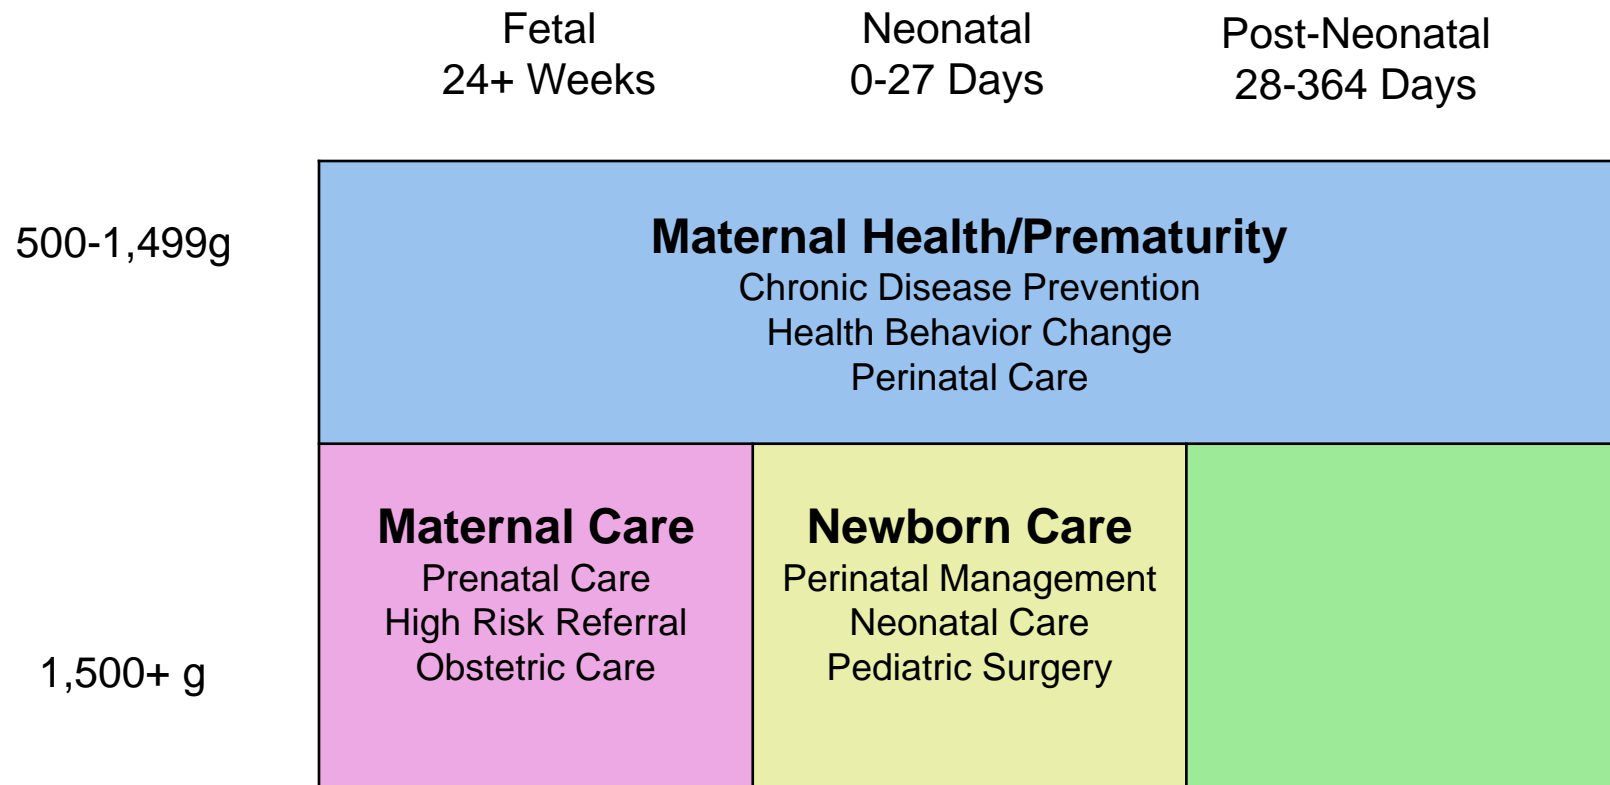 Fetal
24+ Weeks
Neonatal
0-27 Days
Post-Neonatal
28-364 Days
500-1,499g
Maternal Health/Prematurity
Chronic Disease Prevention
Health Behavior Change
Perinatal Care
1,500+ g
Maternal Care
Prenatal Care
High Risk Referral
Obstetric Care
Newborn Care
Perinatal Management
Neonatal Care
Pediatric Surgery